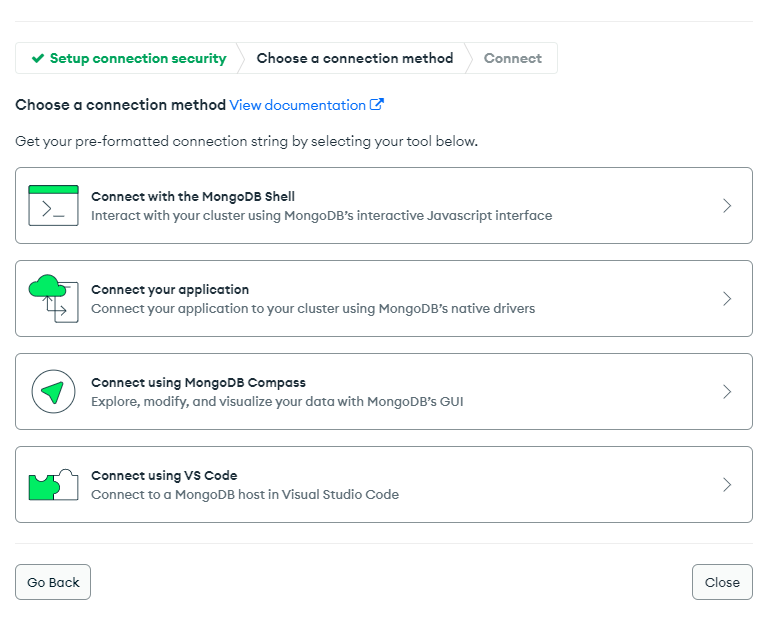 Setup connection security Choose a connection method Connect
Choose a connection method View documentation
Get your pre-formatted connection string by selecting your tool below.
Connect with the MongoDB Shell
Interact with your cluster using MongoDB's interactive Javascript interface
Connect your application
Connect your application to your cluster using MongoDB's native drivers
Connect using MongoDB Compass
Explore, modify, and visualize your data with MongoDB's GUI
Connect using VS Code
Connect to a MongoDB host in Visual Studio Code
Go Back Close